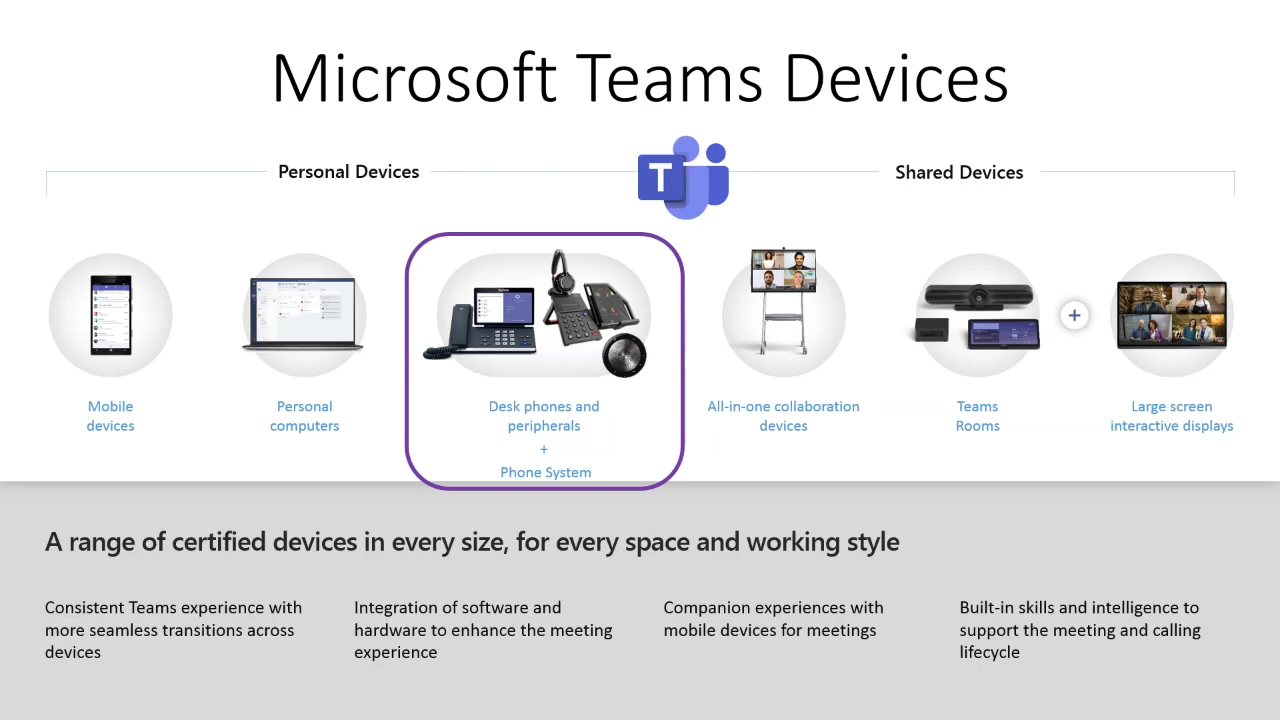 Microsoft Teams Devices
Personal Devices
T
Shared Devices
Mobile
devices
Personal
computers
Desk phones and
peripherals
+
Phone System
All-in-one collaboration
devices
Teams
Rooms
+
Large screen
interactive displays
A range of certified devices in every size, for every space and working style
Consistent Teams experience with
more seamless transitions across
devices
Integration of software and
hardware to enhance the meeting
experience
Companion experiences with
mobile devices for meetings
Built-in skills and intelligence to
support the meeting and calling
lifecycle